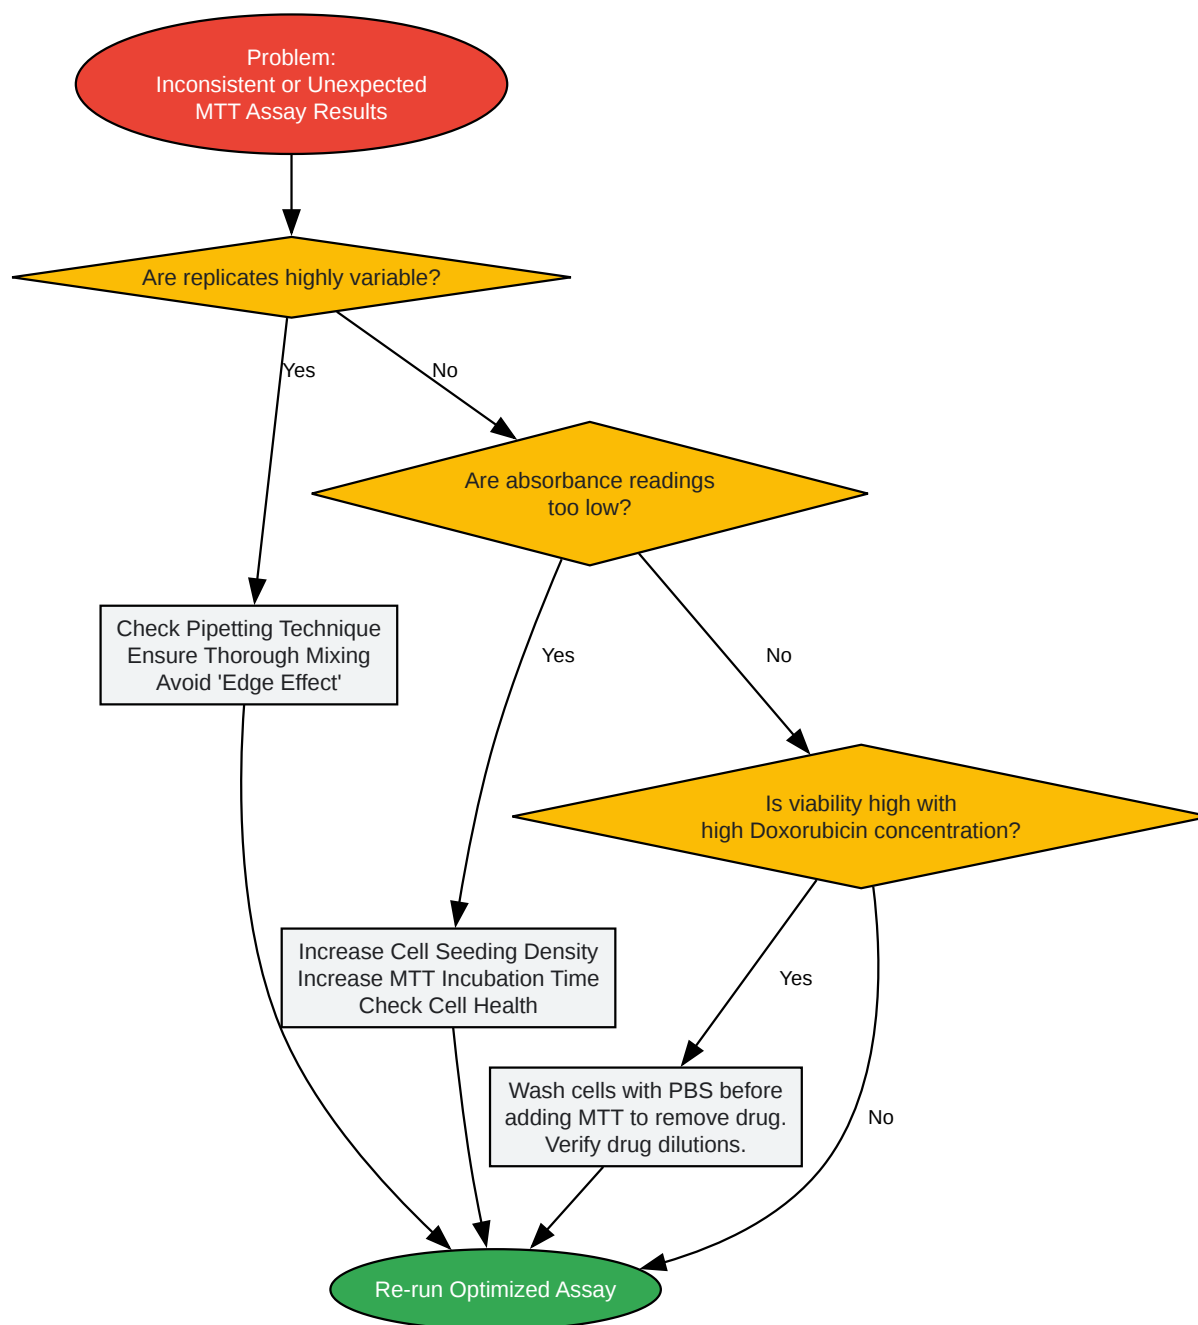 Problem:
Inconsistent or Unexpected
MTT Assay Results
Are replicates highly variable?
Yes
No
Are absorbance readings
too low?
Check Pipetting Technique
Ensure Thorough Mixing
Avoid 'Edge Effect'
Yes
No
Is viability high with
high Doxorubicin concentration?
Increase Cell Seeding Density
Increase MTT Incubation Time
Check Cell Health
Yes
Wash cells with PBS before
adding MTT to remove drug.
Verify drug dilutions.
No
Re-run Optimized Assay